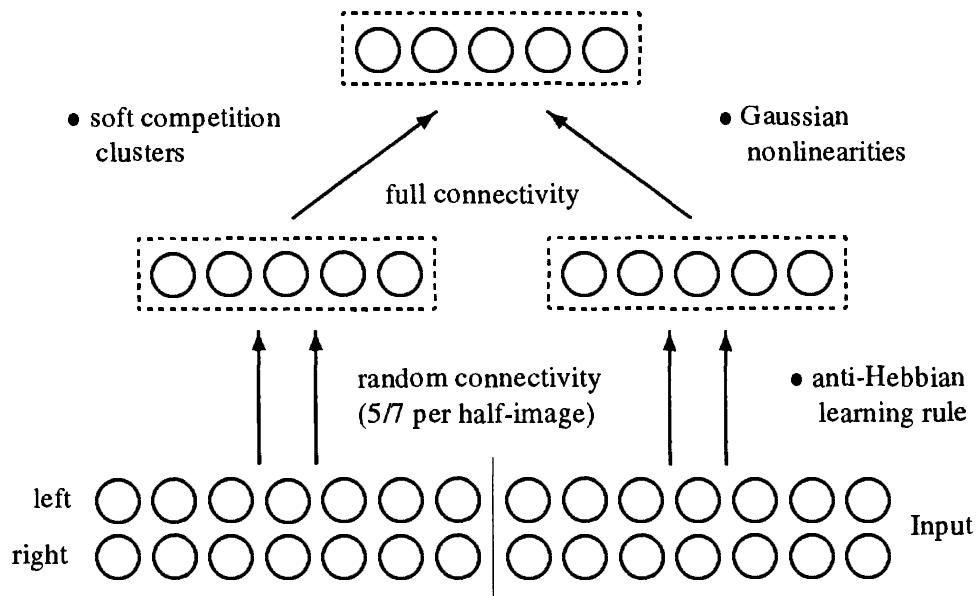 • soft competition
clusters
• Gaussian
nonlinearities
full connectivity
random connectivity
(5/7 per half-image)
• anti-Hebbian
learning rule
left
right
Input